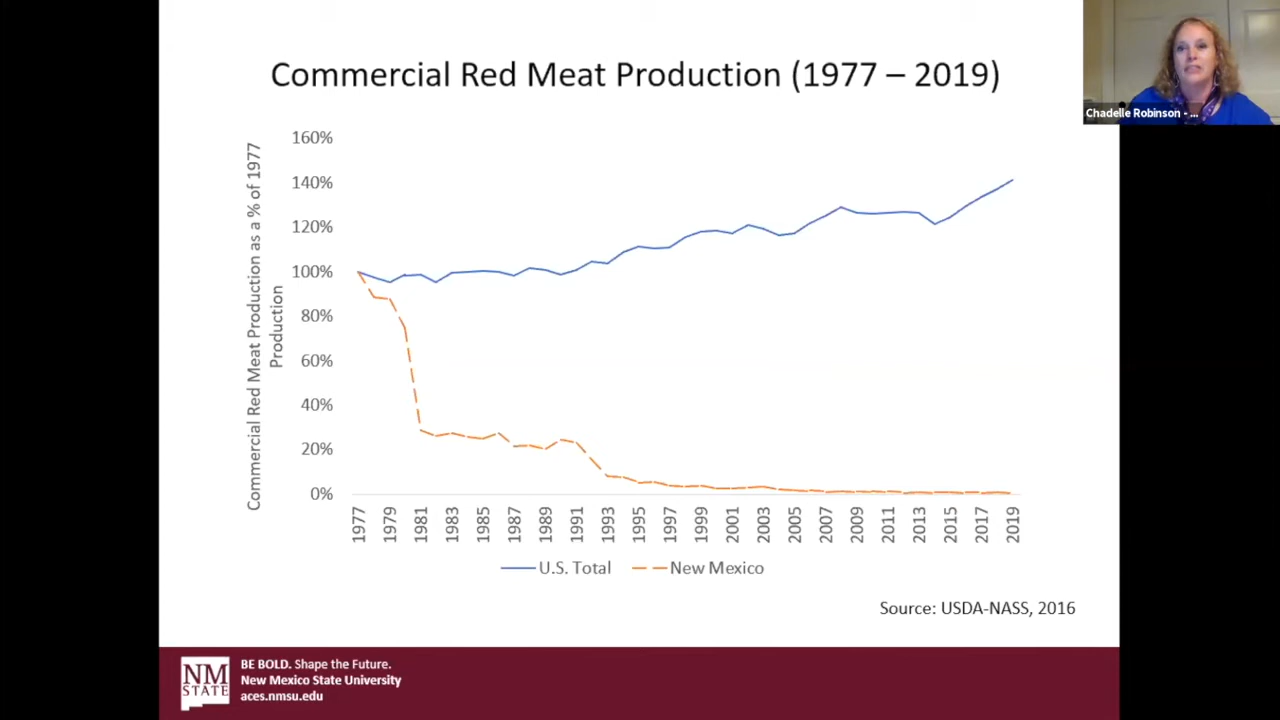 Commercial Red Meat Production (1977 – 2019)
Chadelle Robinson - ...
Commercial Red Meat Production as a % of 1977
Production
160%
140%
120%
100%
80%
60%
40%
20%
0%
1977
1979
1981
1983
1985
1987
1989
1991
1993
1995
1997
1999
2001
2003
2005
2007
2009
2011
2013
2015
2017
2019
U.S. Total
New Mexico
Source: USDA-NASS, 2016
NM
STATE
BE BOLD. Shape the Future.
New Mexico State University
aces.nmsu.edu